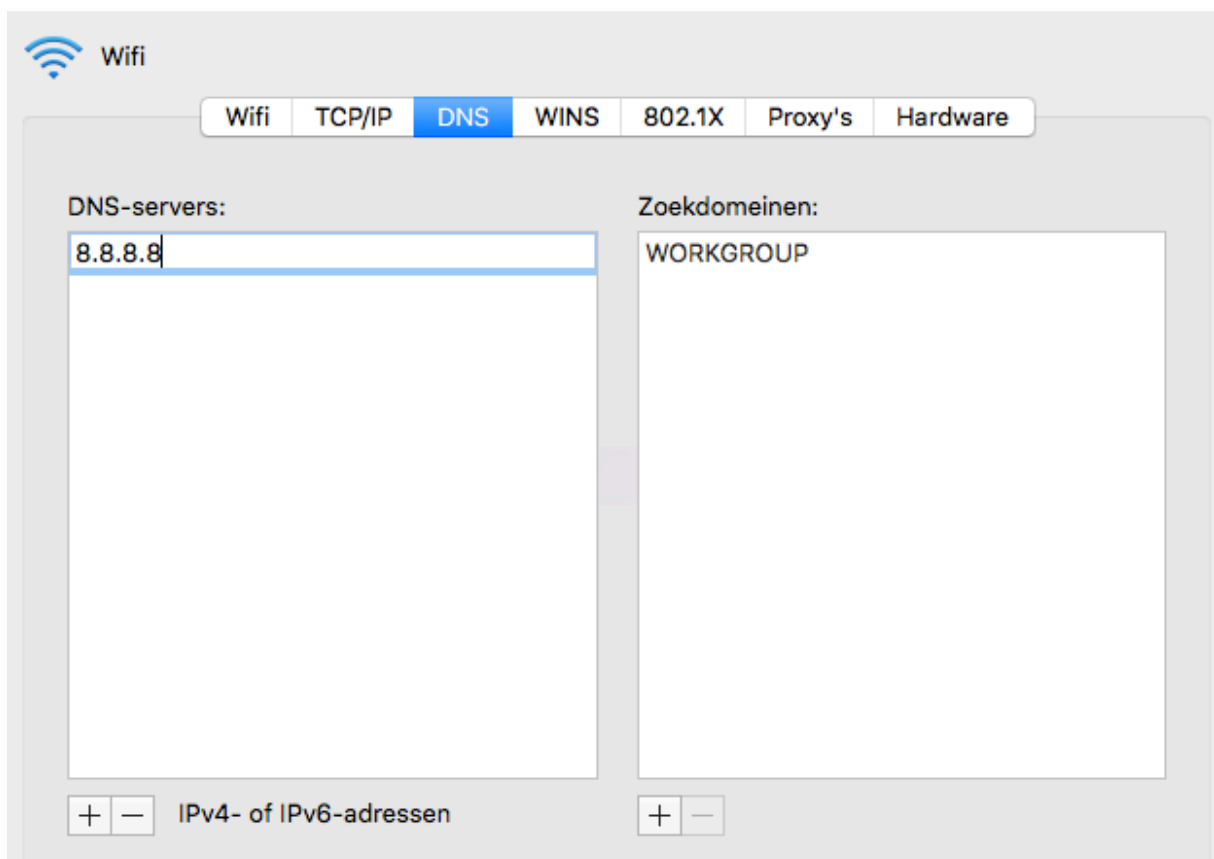 Wifi
Wifi TCP/IP DNS WINS 802.1X Proxy's Hardware
DNS-servers:
8.8.8.8
Zoekdomeinen:
WORKGROUP
+ − IPv4- of IPv6-adressen
+ −